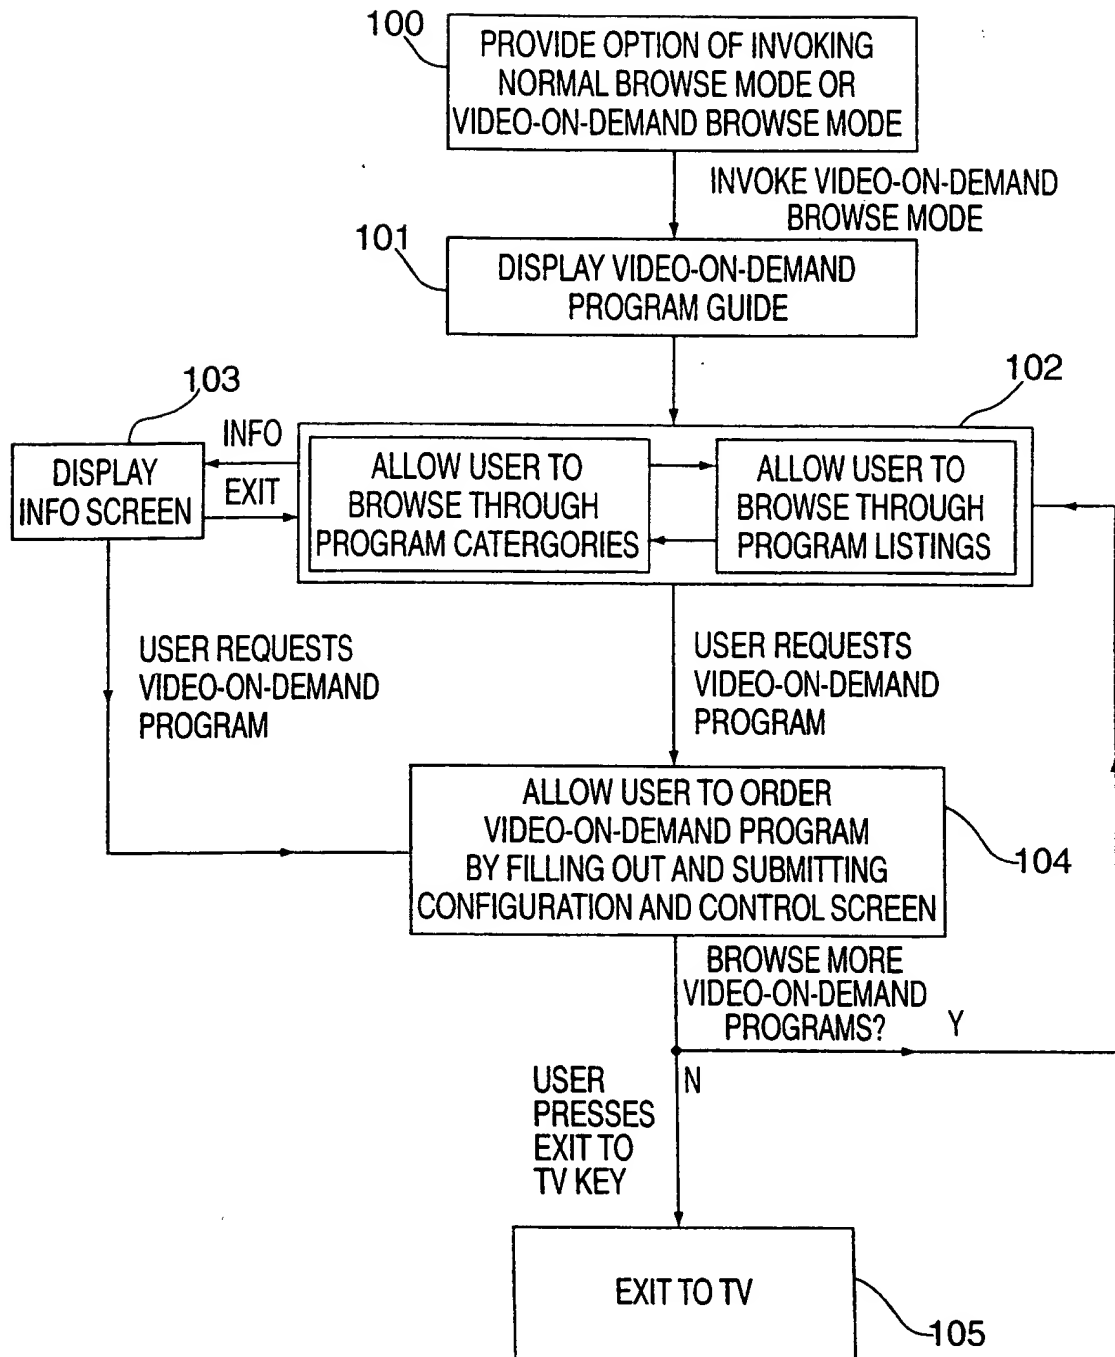 100
PROVIDE OPTION OF INVOKING
NORMAL BROWSE MODE OR
VIDEO-ON-DEMAND BROWSE MODE
INVOKE VIDEO-ON-DEMAND
BROWSE MODE
101
DISPLAY VIDEO-ON-DEMAND
PROGRAM GUIDE
102
103
DISPLAY
INFO SCREEN
INFO
EXIT
ALLOW USER TO
BROWSE THROUGH
PROGRAM CATERGORIES
ALLOW USER TO
BROWSE THROUGH
PROGRAM LISTINGS
USER REQUESTS
VIDEO-ON-DEMAND
PROGRAM
USER REQUESTS
VIDEO-ON-DEMAND
PROGRAM
ALLOW USER TO ORDER
VIDEO-ON-DEMAND PROGRAM
BY FILLING OUT AND SUBMITTING
CONFIGURATION AND CONTROL SCREEN
104
BROWSE MORE
VIDEO-ON-DEMAND
PROGRAMS?
Y
N
USER
PRESSES
EXIT TO
TV KEY
EXIT TO TV
105